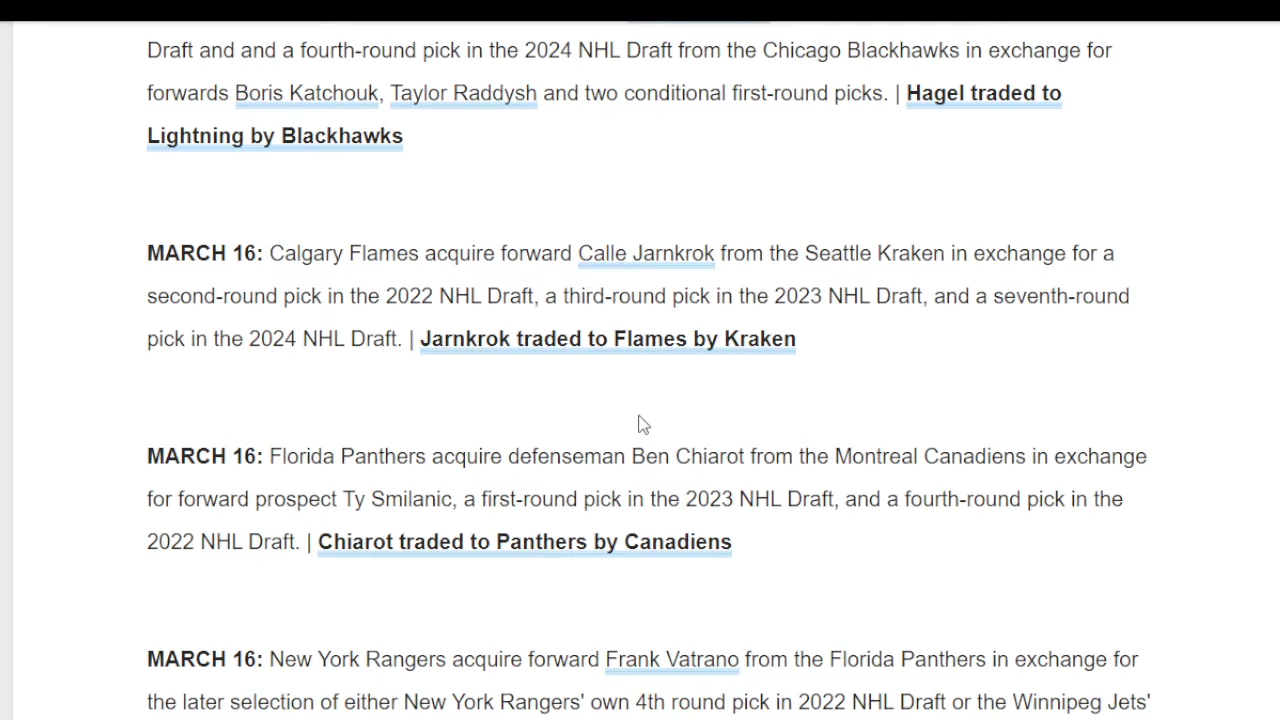 Draft and and a fourth-round pick in the 2024 NHL Draft from the Chicago Blackhawks in exchange for
forwards Boris Katchouk, Taylor Raddysh and two conditional first-round picks. | Hagel traded to
Lightning by Blackhawks
MARCH 16: Calgary Flames acquire forward Calle Jarnkrok from the Seattle Kraken in exchange for a
second-round pick in the 2022 NHL Draft, a third-round pick in the 2023 NHL Draft, and a seventh-round
pick in the 2024 NHL Draft. | Jarnkrok traded to Flames by Kraken
MARCH 16: Florida Panthers acquire defenseman Ben Chiarot from the Montreal Canadiens in exchange
for forward prospect Ty Smilanic, a first-round pick in the 2023 NHL Draft, and a fourth-round pick in the
2022 NHL Draft. | Chiarot traded to Panthers by Canadiens
MARCH 16: New York Rangers acquire forward Frank Vatrano from the Florida Panthers in exchange for
the later selection of either New York Rangers' own 4th round pick in 2022 NHL Draft or the Winnipeg Jets'